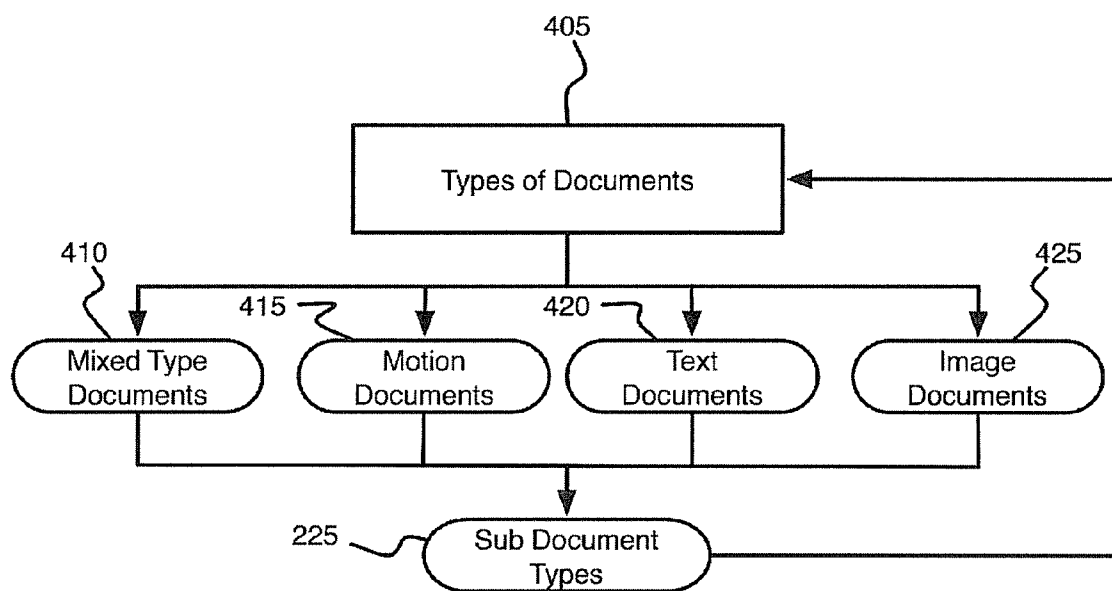 405
Types of Documents
410
415
420
425
Mixed Type
Documents
Motion
Documents
Text
Documents
Image
Documents
225
Sub Document
Types